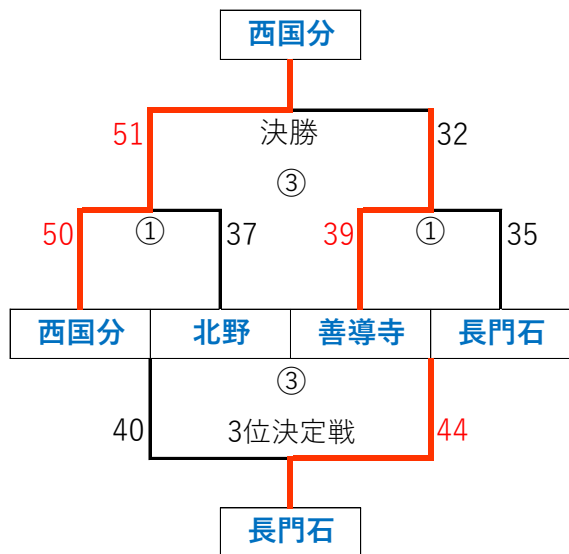 西国分
51 決勝 32
③
50 ① 37 39 ① 35
西国分 北野 善導寺 長門石
③
40 3位決定戦 44
長門石